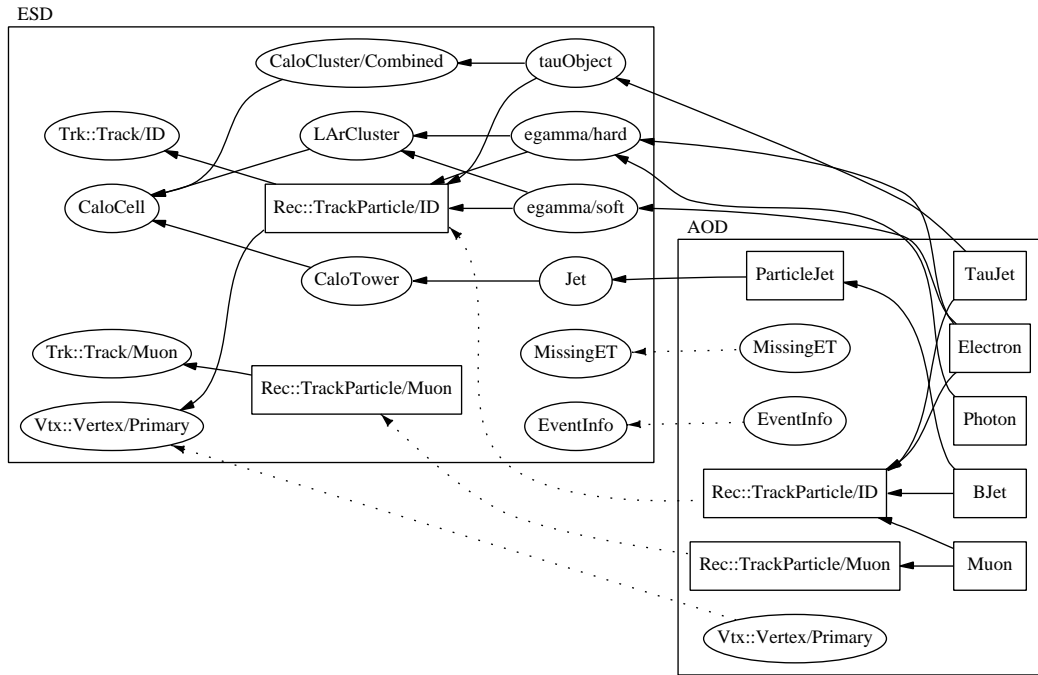 ESD
CaloCluster/Combined
tauObject
Trk::Track/ID
LArCluster
egamma/hard
CaloCell
Rec::TrackParticle/ID
egamma/soft
AOD
CaloTower
Jet
ParticleJet
TauJet
Trk::Track/Muon
Rec::TrackParticle/Muon
MissingET
MissingET
Electron
Vtx::Vertex/Primary
EventInfo
EventInfo
Photon
Rec::TrackParticle/ID
BJet
Rec::TrackParticle/Muon
Muon
Vtx::Vertex/Primary